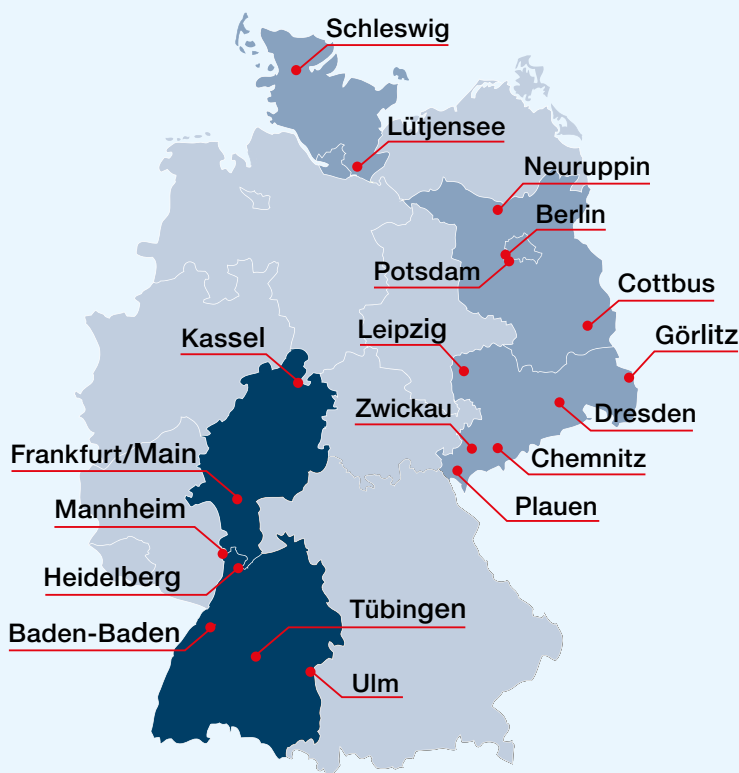 Schleswig
Lütjensee
Neuruppin
Berlin
Potsdam
Cottbus
Leipzig
Görlitz
Kassel
Zwickau
Dresden
Frankfurt/Main
Chemnitz
Mannheim
Plauen
Heidelberg
Tübingen
Baden-Baden
Ulm